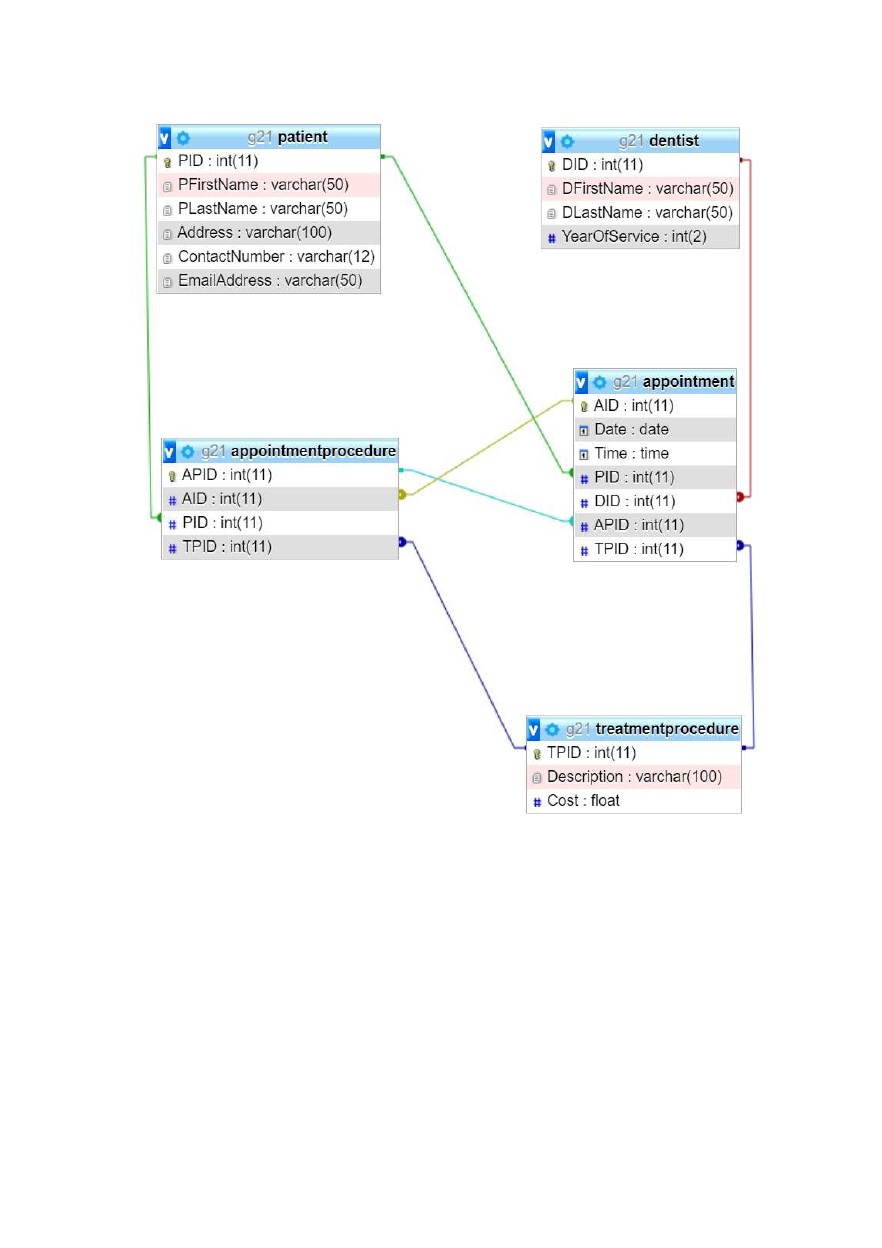 g21 patient
PID : int(11)
PFirstName : varchar(50)
PLastName : varchar(50)
Address : varchar(100)
ContactNumber : varchar(12)
EmailAddress : varchar(50)
g21 dentist
DID : int(11)
DFirstName : varchar(50)
DLastName : varchar(50)
# YearOfService : int(2)
g21 appointmentprocedure
APID : int(11)
# AID : int(11)
# PID : int(11)
# TPID : int(11)
g21 appointment
AID : int(11)
Date : date
Time : time
# PID : int(11)
# DID : int(11)
# APID : int(11)
# TPID : int(11)
g21 treatmentprocedure
TPID : int(11)
Description : varchar(100)
# Cost : float